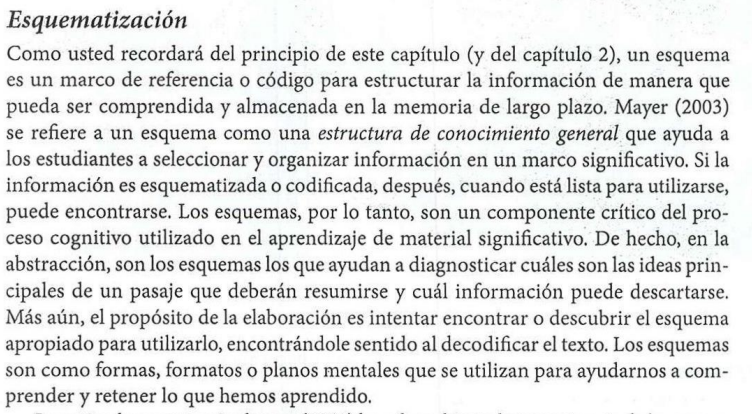 Esquematización
Como usted recordará del principio de este capítulo (y del capítulo 2), un esquema
es un marco de referencia o código para estructurar la información de manera que
pueda ser comprendida y almacenada en la memoria de largo plazo. Mayer (2003)
se refiere a un esquema como una estructura de conocimiento general que ayuda a
los estudiantes a seleccionar y organizar información en un marco significativo. Si la
información es esquematizada o codificada, después, cuando está lista para utilizarse,
puede encontrarse. Los esquemas, por lo tanto, son un componente crítico del pro-
ceso cognitivo utilizado en el aprendizaje de material significativo. De hecho, en la
abstracción, son los esquemas los que ayudan a diagnosticar cuáles son las ideas prin-
cipales de un pasaje que deberán resumirse y cuál información puede descartarse.
Más aún, el propósito de la elaboración es intentar encontrar o descubrir el esquema
apropiado para utilizarlo, encontrándole sentido al decodificar el texto. Los esquemas
son como formas, formatos o planos mentales que se utilizan para ayudarnos a com-
prender y retener lo que hemos aprendido.